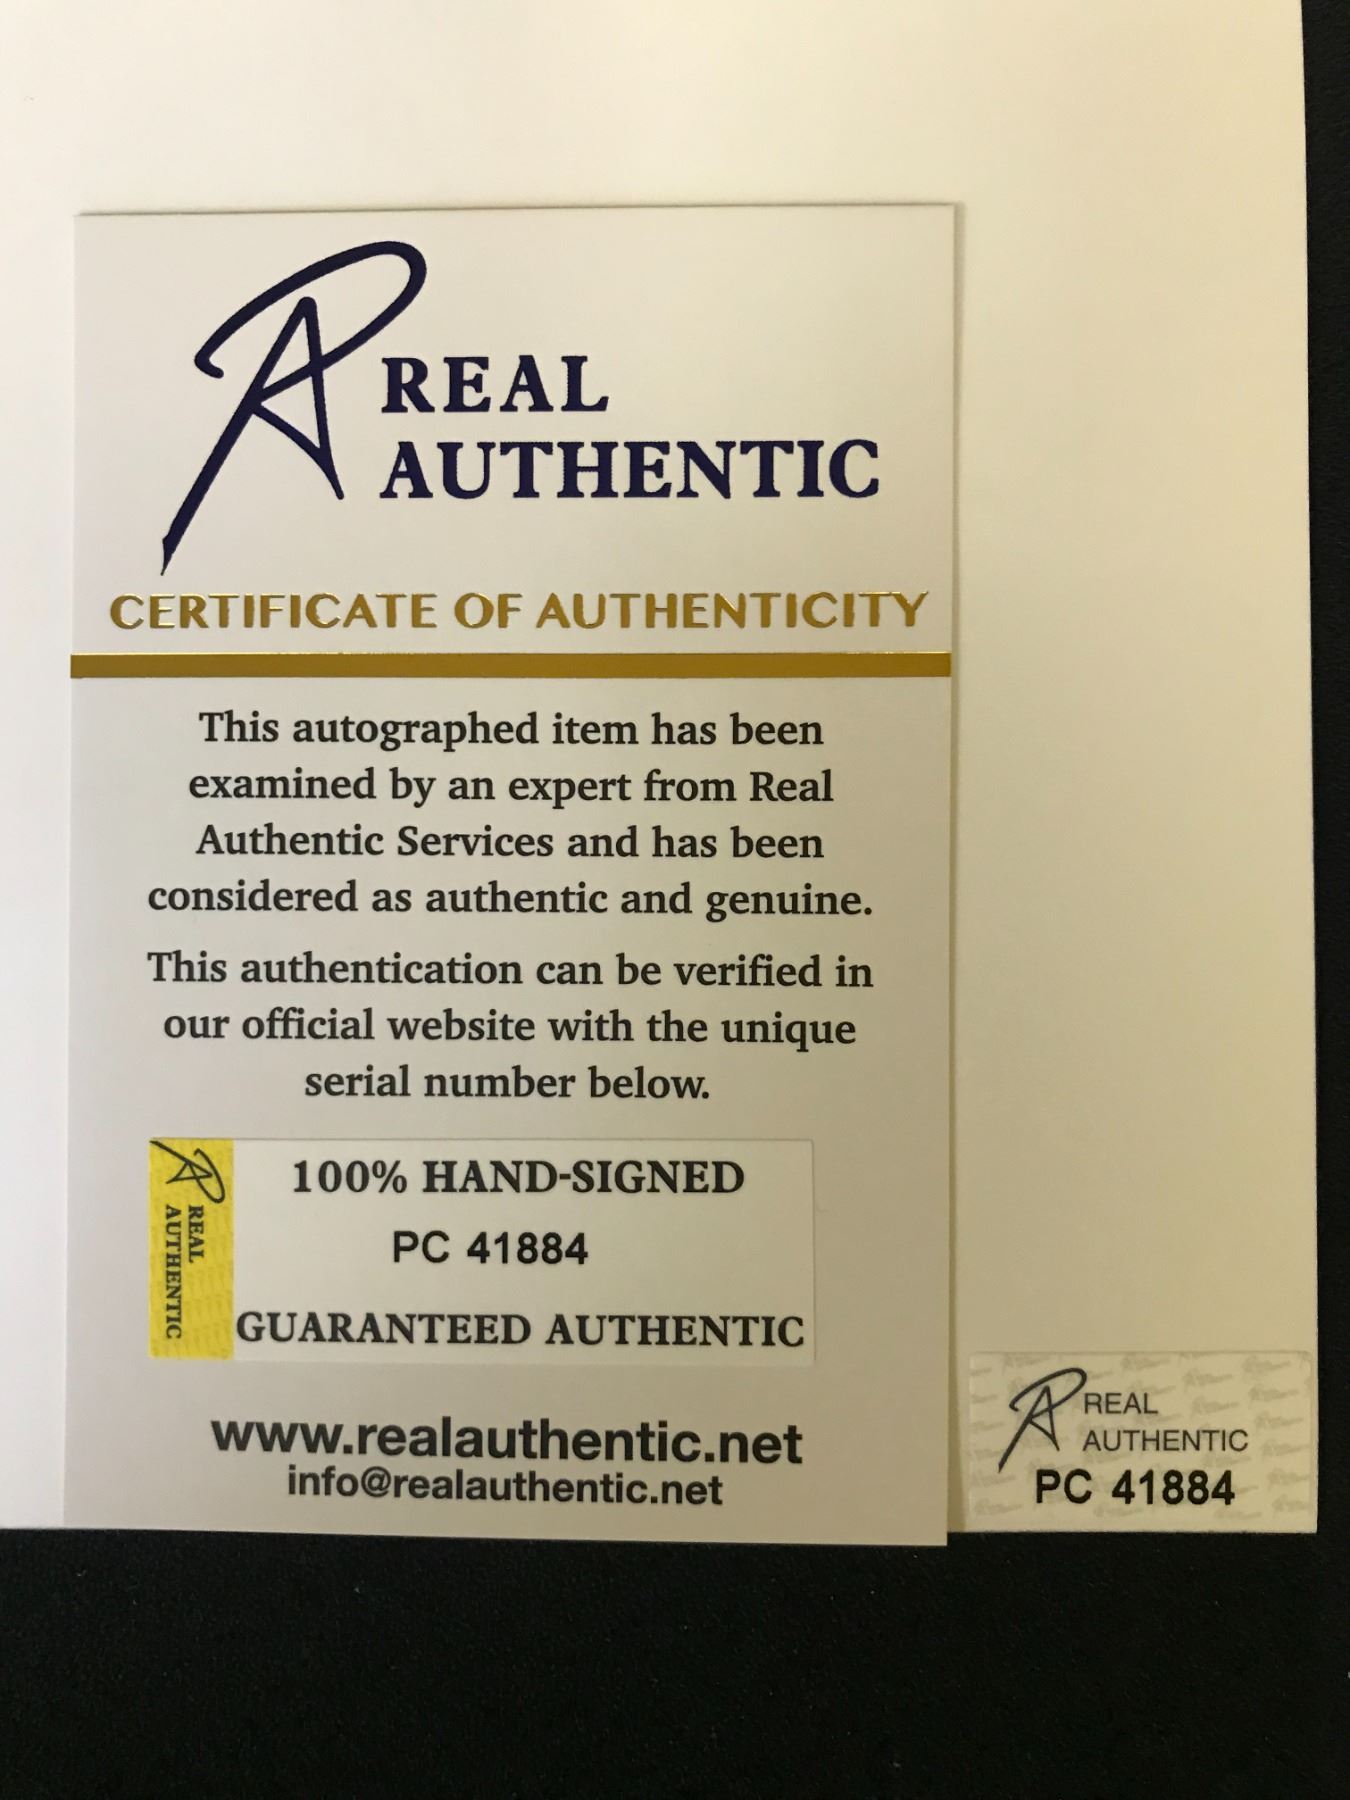 REAL
AUTHENTIC
CERTIFICATE OF AUTHENTICITY
This autographed item has been
examined by an expert from Real
Authentic Services and has been
considered as authentic and genuine.
This authentication can be verified in
our official website with the unique
serial number below.
REAL
AUTHENTIC
100% HAND-SIGNED
PC 41884
GUARANTEED AUTHENTIC
www.realauthentic.net
info@realauthentic.net
REAL
AUTHENTIC
PC 41884